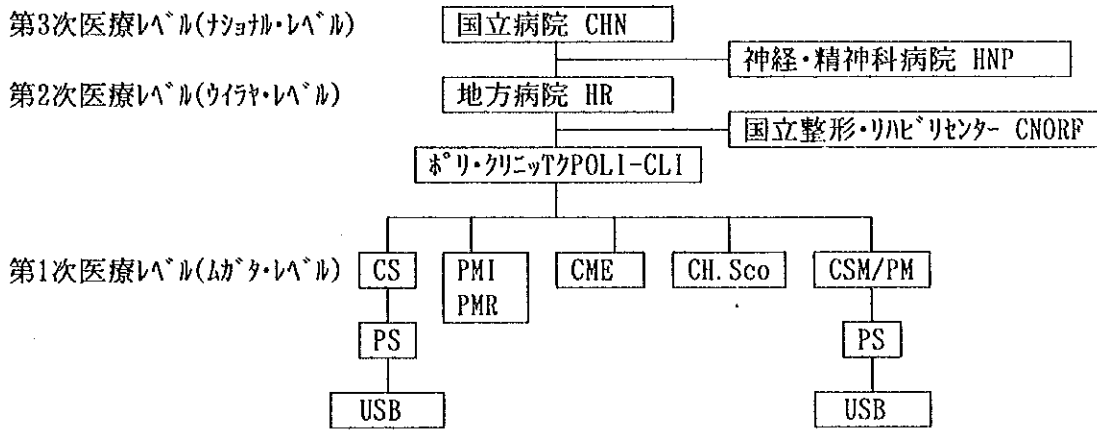 第3次医療ﾚﾍﾞﾙ(ﾅｼｮﾅﾙ・ﾚﾍﾞﾙ)
国立病院 CHN
神経・精神科病院 HNP
第2次医療ﾚﾍﾞﾙ(ｳｲﾗﾔ・ﾚﾍﾞﾙ)
地方病院 HR
国立整形・ﾘﾊﾋﾞﾘｾﾝﾀｰ CNORF
ﾎﾟﾘ・ｸﾘﾆｯTｸPOLI-CLI
第1次医療ﾚﾍﾞﾙ(ﾑｶﾞﾀ・ﾚﾍﾞﾙ)
CS
PMI
PMR
CME
CH.Sco
CSM/PM
PS
PS
USB
USB